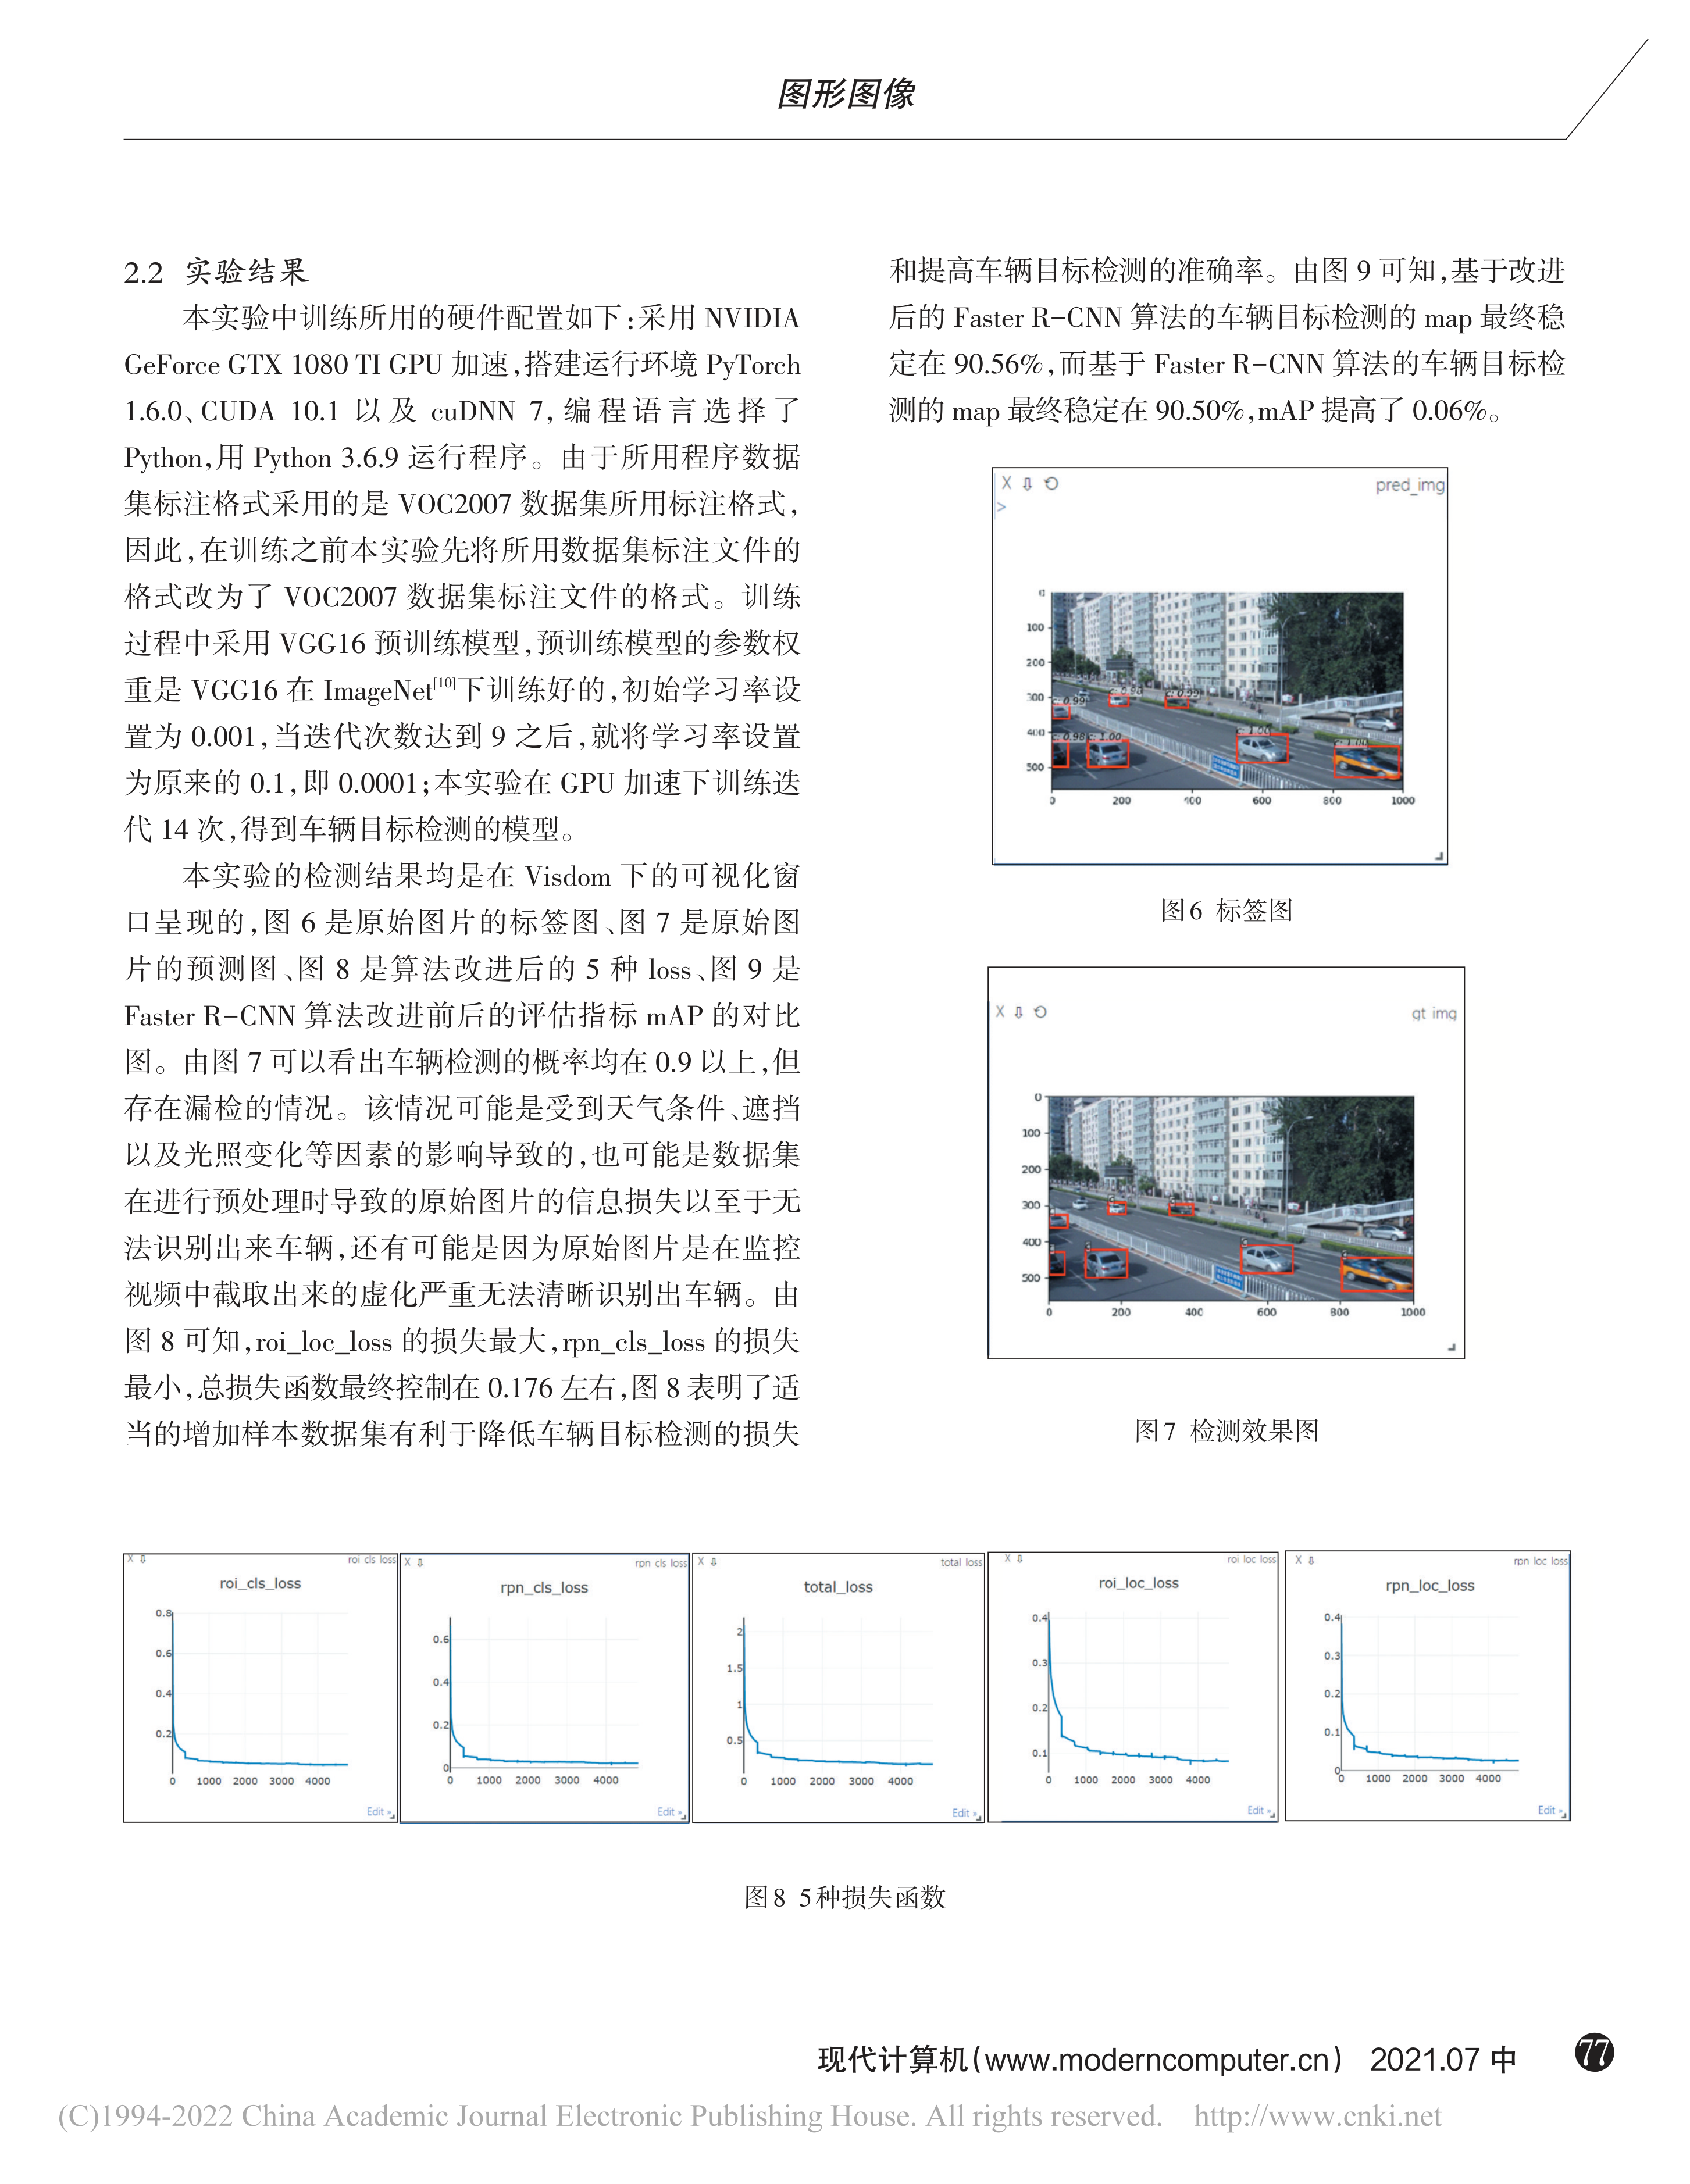 图形图像
2.2 实验结果
本实验中训练所用的硬件配置如下:采用 NVIDIA
GeForce GTX 1080 TI GPU 加速,搭建运行环境 PyTorch
1.6.0、CUDA 10.1 以及 cuDNN 7,编程语言选择了
Python,用 Python 3.6.9 运行程序。由于所用程序数据
集标注格式采用的是 VOC2007 数据集所用标注格式,
因此,在训练之前本实验先将所用数据集标注文件的
格式改为了 VOC2007 数据集标注文件的格式。训练
过程中采用 VGG16 预训练模型,预训练模型的参数权
重是 VGG16 在 ImageNet[10]下训练好的,初始学习率设
置为 0.001,当迭代次数达到 9 之后,就将学习率设置
为原来的 0.1,即 0.0001;本实验在 GPU 加速下训练迭
代 14 次,得到车辆目标检测的模型。
本实验的检测结果均是在 Visdom 下的可视化窗
口呈现的,图 6 是原始图片的标签图、图 7 是原始图
片的预测图、图 8 是算法改进后的 5 种 loss、图 9 是
Faster R-CNN 算法改进前后的评估指标 mAP 的对比
图。由图 7 可以看出车辆检测的概率均在 0.9 以上,但
存在漏检的情况。该情况可能是受到天气条件、遮挡
以及光照变化等因素的影响导致的,也可能是数据集
在进行预处理时导致的原始图片的信息损失以至于无
法识别出来车辆,还有可能是因为原始图片是在监控
视频中截取出来的虚化严重无法清晰识别出车辆。由
图 8 可知,roi_loc_loss 的损失最大,rpn_cls_loss 的损失
最小,总损失函数最终控制在 0.176 左右,图 8 表明了适
当的增加样本数据集有利于降低车辆目标检测的损失
和提高车辆目标检测的准确率。由图 9 可知,基于改进
后的 Faster R-CNN 算法的车辆目标检测的 map 最终稳
定在 90.56%,而基于 Faster R-CNN 算法的车辆目标检
测的 map 最终稳定在 90.50%,mAP 提高了 0.06%。
X pred_img
>
0
100
200
300
400
500
0 200 400 600 800 1000
图6 标签图
X gt img
0
100
200
300
400
500
0 200 400 600 800 1000
图7 检测效果图
X roi cls loss
roi_cls_loss
0.8
0.6
0.4
0.2
0 1000 2000 3000 4000
Edit »
X rpn cls loss
rpn_cls_loss
0.6
0.4
0.2
0
0 1000 2000 3000 4000
Edit »
X total loss
total_loss
2
1.5
1
0.5
0 1000 2000 3000 4000
Edit »
X roi loc loss
roi_loc_loss
0.4
0.3
0.2
0.1
0 1000 2000 3000 4000
Edit »
X rpn loc loss
rpn_loc_loss
0.4
0.3
0.2
0.1
0
0 1000 2000 3000 4000
Edit »
图8 5种损失函数
现代计算机(www.moderncomputer.cn) 2021.07 中 77
(C)1994-2022 China Academic Journal Electronic Publishing House. All rights reserved. http://www.cnki.net